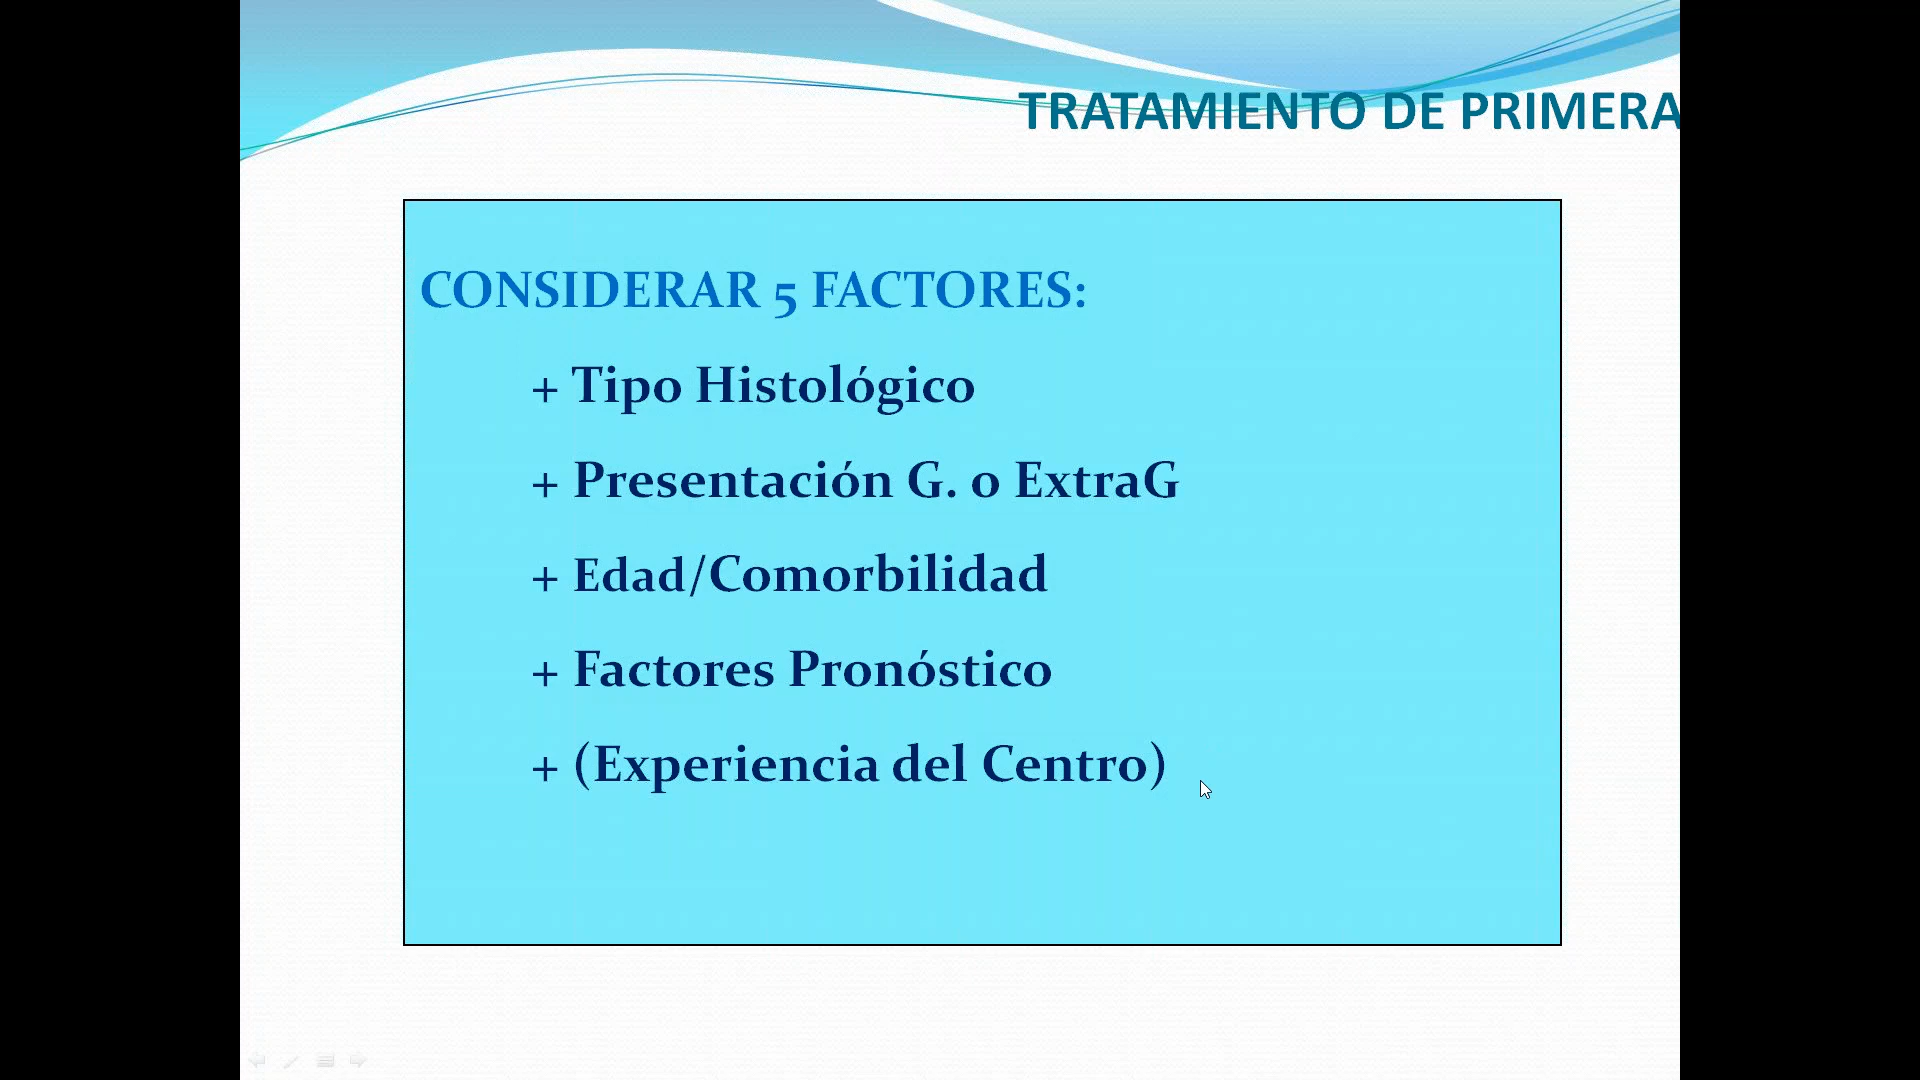 TRATAMIENTO DE PRIMERA
CONSIDERAR 5 FACTORES:
+ Tipo Histológico
+ Presentación G. o ExtraG
+ Edad/Comorbilidad
+ Factores Pronóstico
+ (Experiencia del Centro)